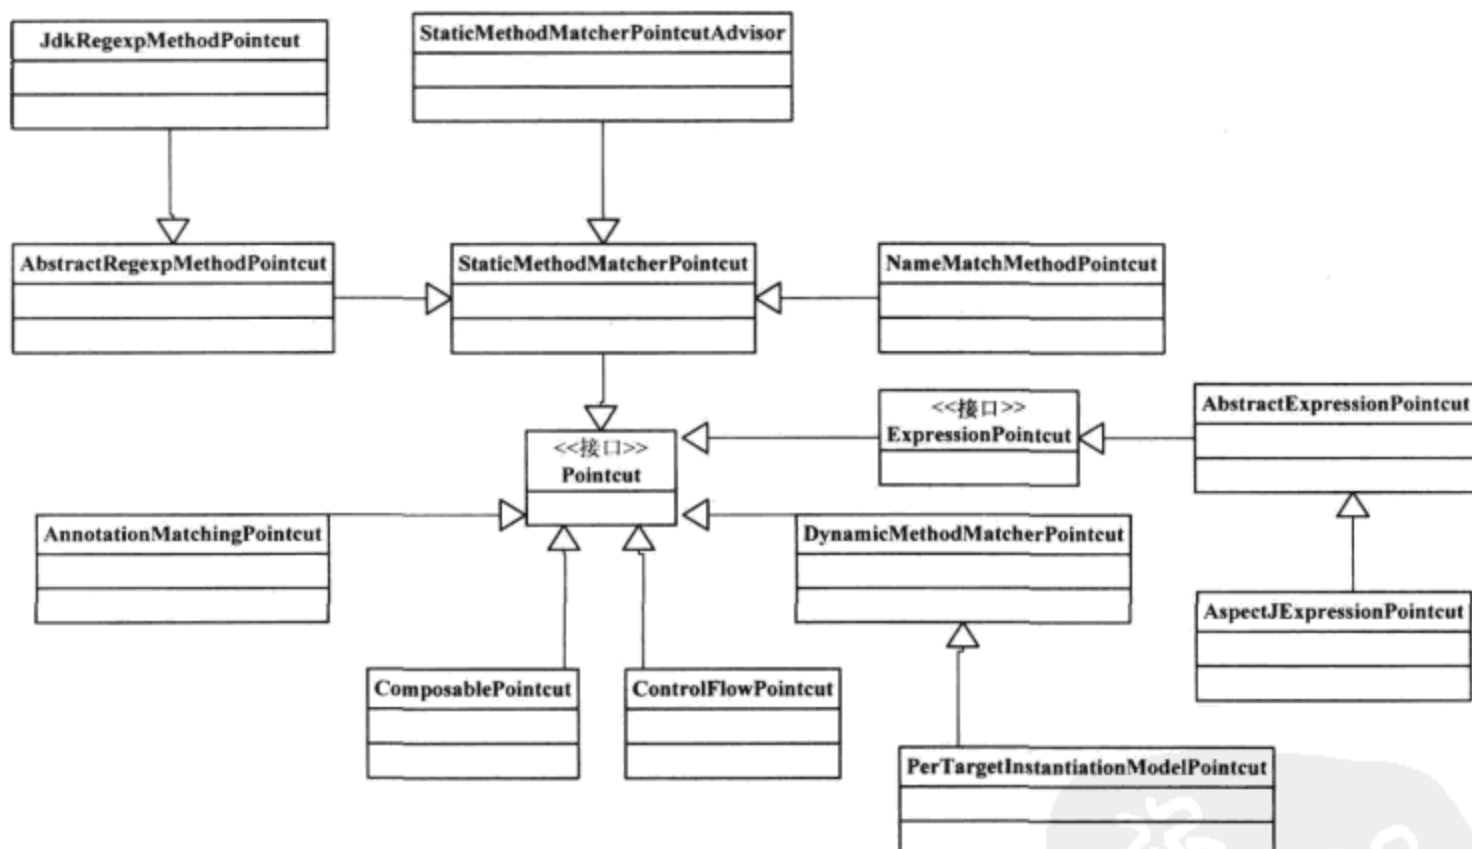 JdkRegexpMethodPointcut
StaticMethodMatcherPointcutAdvisor
AbstractRegexpMethodPointcut
StaticMethodMatcherPointcut
NameMatchMethodPointcut
<<接口>>
ExpressionPointcut
AbstractExpressionPointcut
<<接口>>
Pointcut
AnnotationMatchingPointcut
DynamicMethodMatcherPointcut
AspectJExpressionPointcut
ComposablePointcut
ControlFlowPointcut
PerTargetInstantiationModelPointcut